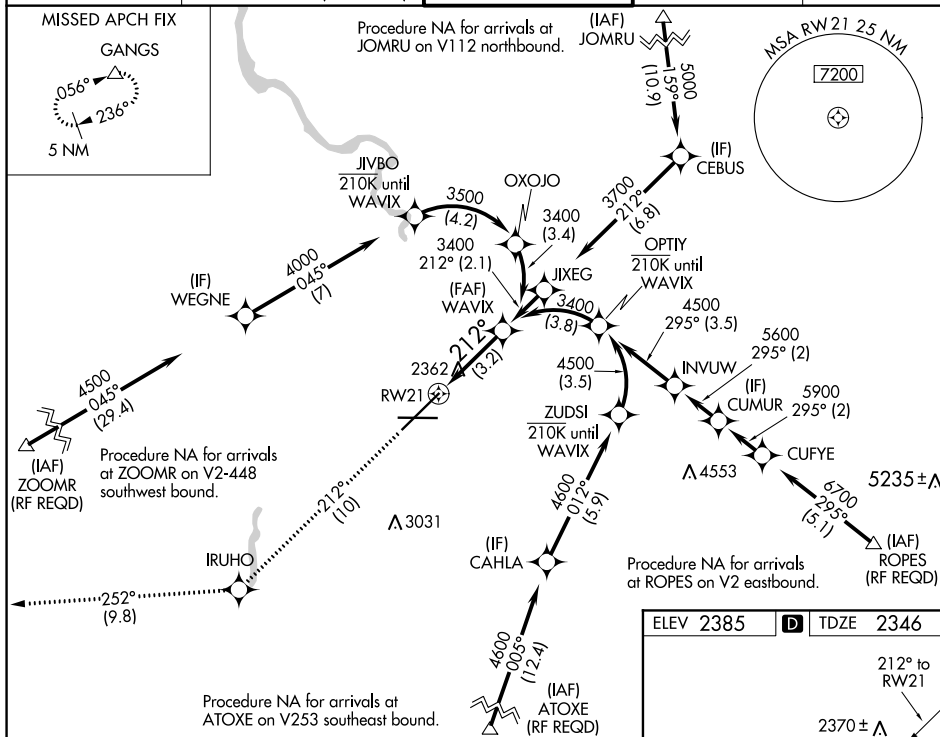 MISSED APCH FIX
GANGS
056°
236°
5 NM
Procedure NA for arrivals at
JOMRU on V112 northbound.
(IAF)
JOMRU
5000
159°
(10.9)
MSA RW 21 25 NM
7200
(IF)
CEBUS
JIVBO
210K until
WAVIX
3500
(4.2)
OXOJO
3400
(3.4)
3700
212°
(6.8)
3400
212° (2.1)
OPTIY
210K until
WAVIX
JIXEG
4000
045°
(7)
(IF)
WEGNE
(FAF)
WAVIX
3400
(3.8)
4500
295° (3.5)
212°
(3.2)
5600
295° (2)
2362
RW21
4500
(3.5)
INVUW
(IF)
CUMUR
5900
295° (2)
4500
045°
(29.4)
ZUDSI
210K until
WAVIX
CUFYE
(IAF)
ZOOMR
(RF REQD)
Procedure NA for arrivals
at ZOOMR on V2-448
southwest bound.
4553
5235±
212°
(10)
3031
4600
012°
(5.9)
6700
295°
(5.1)
(IAF)
ROPES
(RF REQD)
IRUHO
(IF)
CAHLA
Procedure NA for arrivals
at ROPES on V2 eastbound.
252°
(9.8)
4600
005°
(12.4)
ELEV 2385 D TDZE 2346
212° to
RW21
Procedure NA for arrivals at
ATOXE on V253 southeast bound.
(IAF)
ATOXE
(RF REQD)
2370±